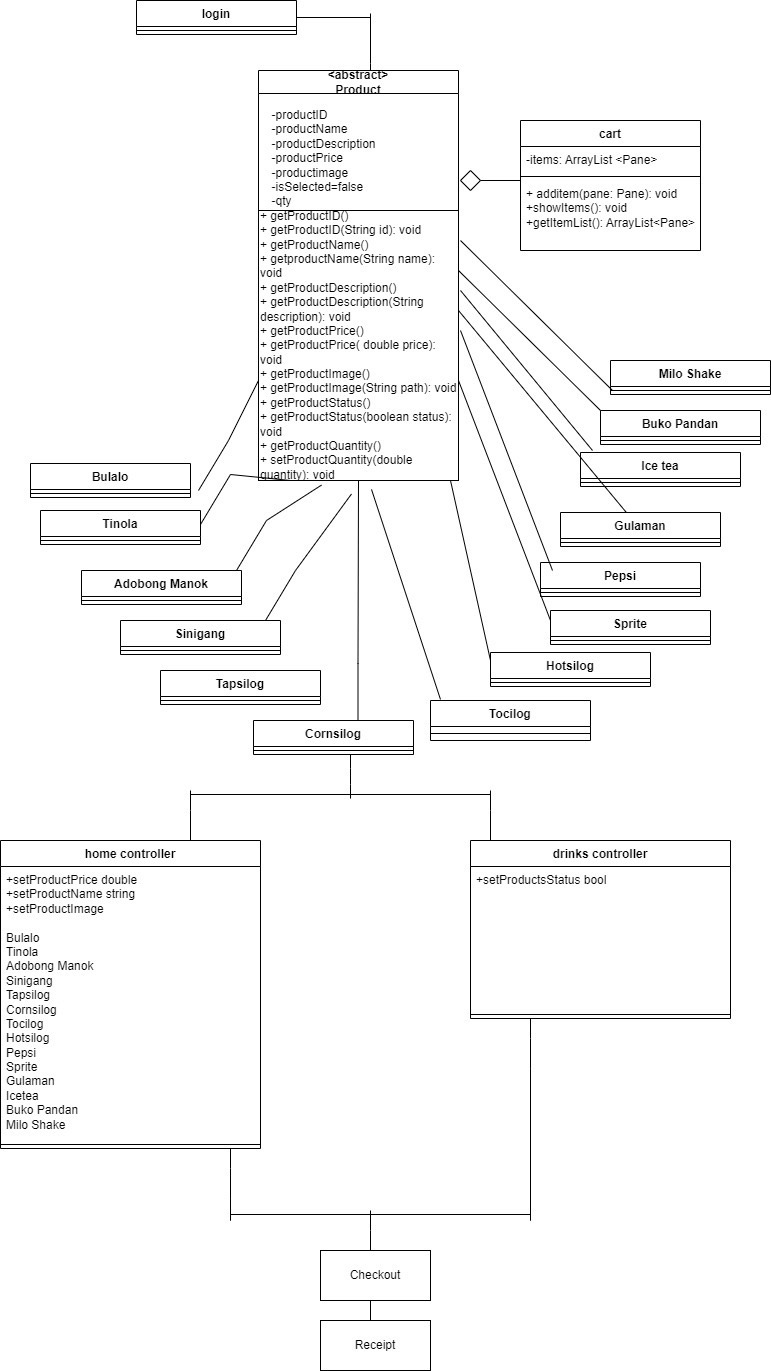 login
<abstract>
Product
-productID
-productName
-productDescription
-productPrice
-productimage
-isSelected=false
-qty
+ getProductID()
+ getProductID(String id): void
+ getProductName()
+ getproductName(String name):
void
+ getProductDescription()
+ getProductDescription(String
description): void
+ getProductPrice()
+ getProductPrice( double price):
void
+ getProductImage()
+ getProductImage(String path): void
+ getProductStatus()
+ getProductStatus(boolean status):
void
+ getProductQuantity()
+ setProductQuantity(double
quantity): void
cart
-items: ArrayList <Pane>
+ additem(pane: Pane): void
+showItems(): void
+getItemList(): ArrayList<Pane>
Milo Shake
Buko Pandan
Ice tea
Gulaman
Pepsi
Sprite
Hotsilog
Tocilog
Bulalo
Tinola
Adobong Manok
Sinigang
Tapsilog
Cornsilog
home controller
+setProductPrice double
+setProductName string
+setProductImage
Bulalo
Tinola
Adobong Manok
Sinigang
Tapsilog
Cornsilog
Tocilog
Hotsilog
Pepsi
Sprite
Gulaman
Icetea
Buko Pandan
Milo Shake
drinks controller
+setProductsStatus bool
Checkout
Receipt